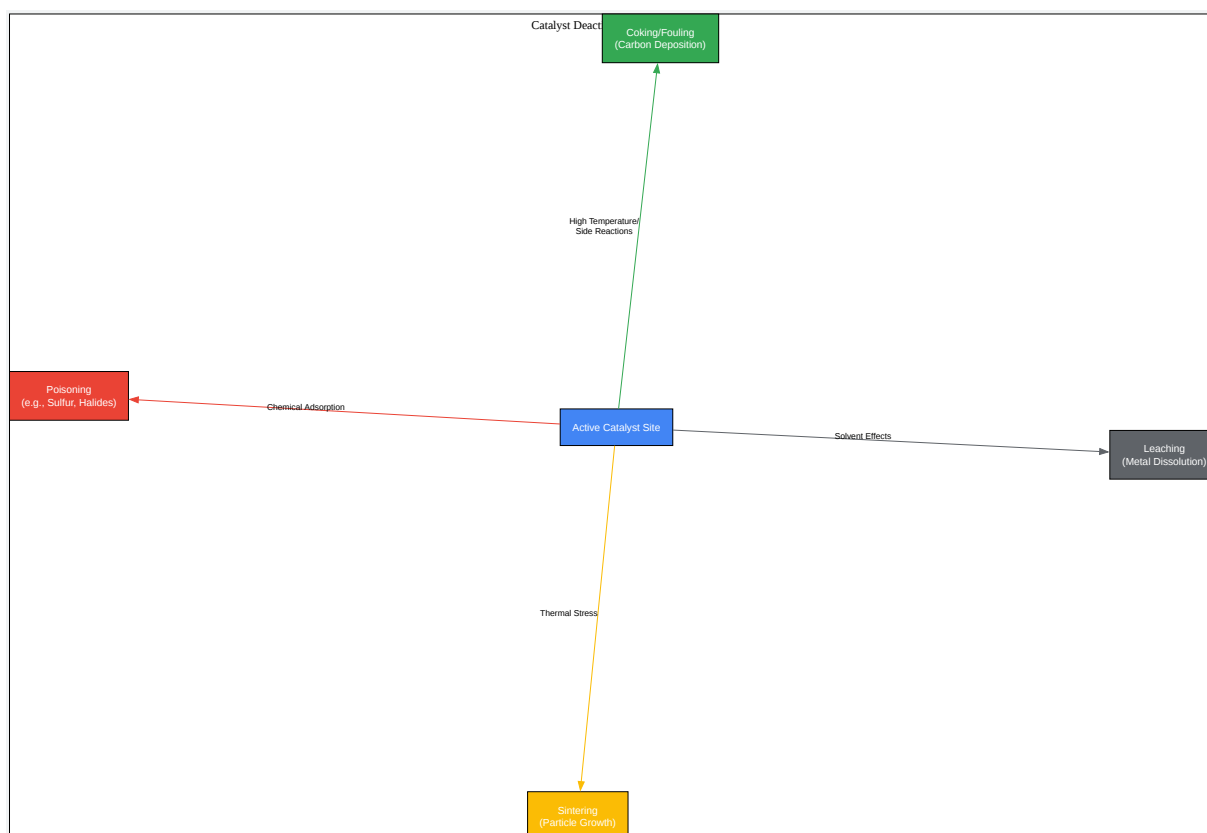 Catalyst Deact
Coking/Fouling
(Carbon Deposition)
High Temperature/
Side Reactions
Poisoning
(e.g., Sulfur, Halides)
Chemical Adsorption
Active Catalyst Site
Solvent Effects
Leaching
(Metal Dissolution)
Thermal Stress
Sintering
(Particle Growth)